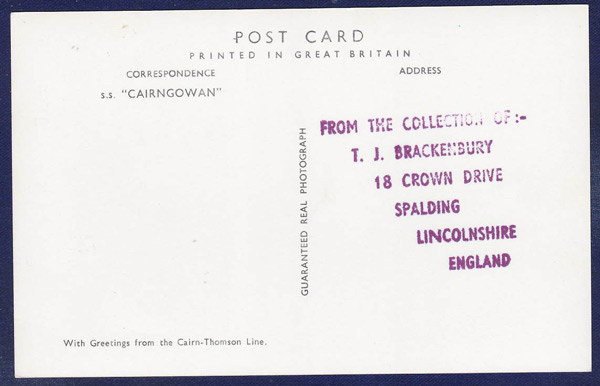 POST CARD
PRINTED IN GREAT BRITAIN
CORRESPONDENCE
ADDRESS
S.S. "CAIRNGOWAN"
GUARANTEED REAL PHOTOGRAPH
FROM THE COLLECTION OF:-
T. J. BRACKENBURY
18 CROWN DRIVE
SPALDING
LINCOLNSHIRE
ENGLAND
With Greetings from the Cairn-Thomson Line.